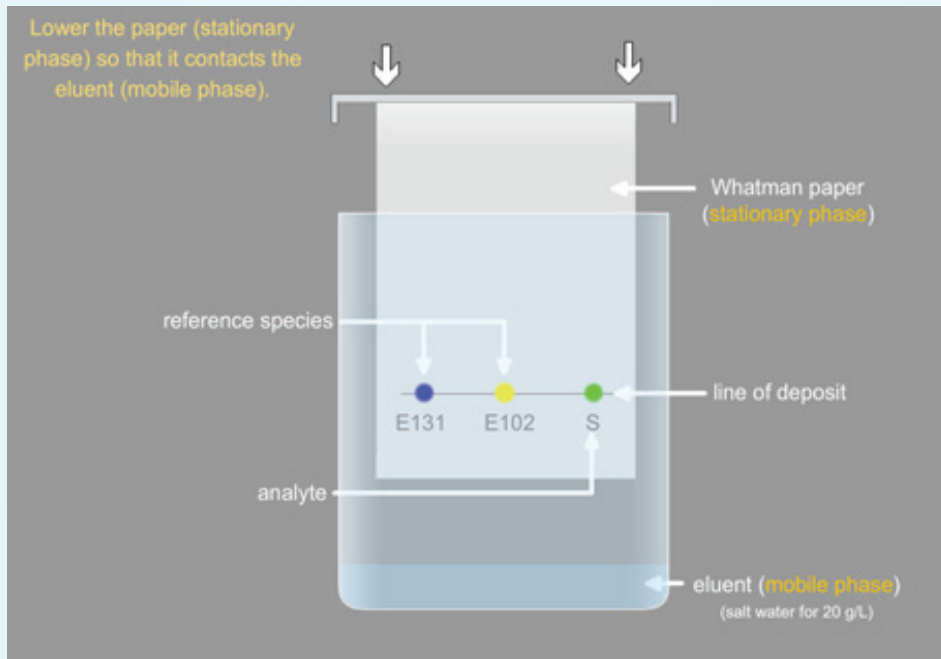 Lower the paper (stationary
phase) so that it contacts the
eluent (mobile phase).
Whatman paper
(stationary phase)
reference species
line of deposit
E131 E102 S
analyte
eluent (mobile phase)
(salt water for 20 g/L)